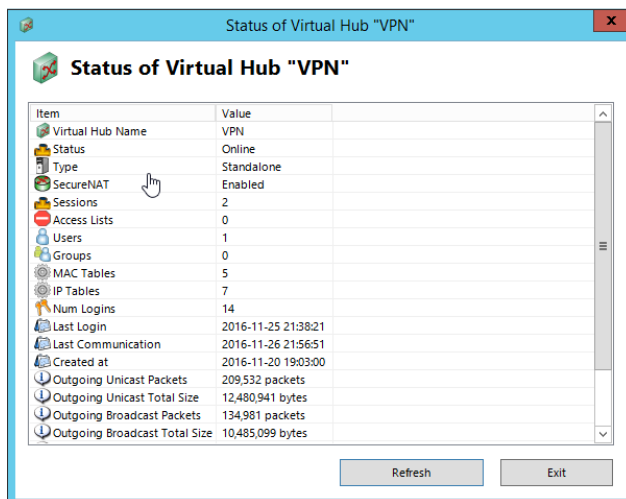 Status of Virtual Hub "VPN"
x
Status of Virtual Hub "VPN"
Item Value
Virtual Hub Name VPN
Status Online
Type Standalone
SecureNAT Enabled
Sessions 2
Access Lists 0
Users 1
Groups 0
MAC Tables 5
IP Tables 7
Num Logins 14
Last Login 2016-11-25 21:38:21
Last Communication 2016-11-26 21:56:51
Created at 2016-11-20 19:03:00
Outgoing Unicast Packets 209,532 packets
Outgoing Unicast Total Size 12,480,941 bytes
Outgoing Broadcast Packets 134,981 packets
Outgoing Broadcast Total Size 10,485,099 bytes
Refresh Exit